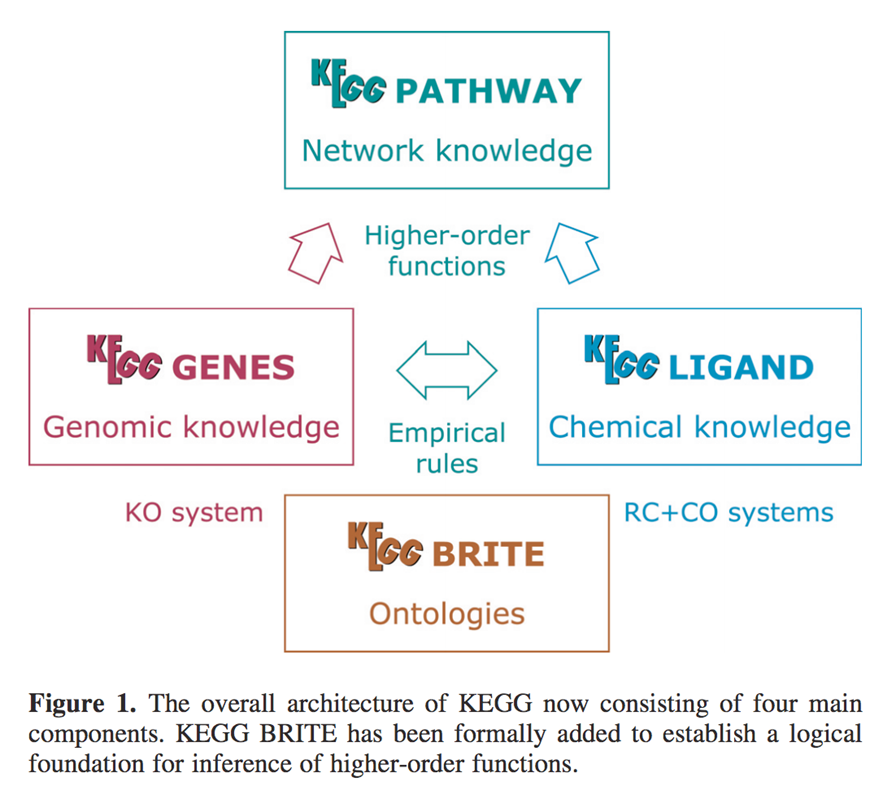 KEGG PATHWAY
Network knowledge
Higher-order
functions
KEGG GENES
Genomic knowledge
KEGG LIGAND
Chemical knowledge
Empirical
rules
KO system
RC+CO systems
KEGG BRITE
Ontologies
Figure 1. The overall architecture of KEGG now consisting of four main
components. KEGG BRITE has been formally added to establish a logical
foundation for inference of higher-order functions.